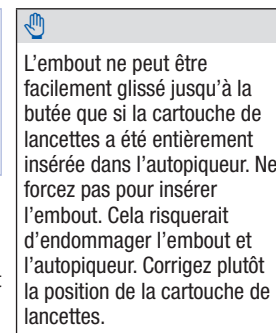 L'embout ne peut être
facilement glissé jusqu'à la
butée que si la cartouche de
lancettes a été entièrement
insérée dans l'autopiqueur. Ne
forcez pas pour insérer
l'embout. Cela risquerait
d'endommager l'embout et
l'autopiqueur. Corrigez plutôt
la position de la cartouche de
lancettes.